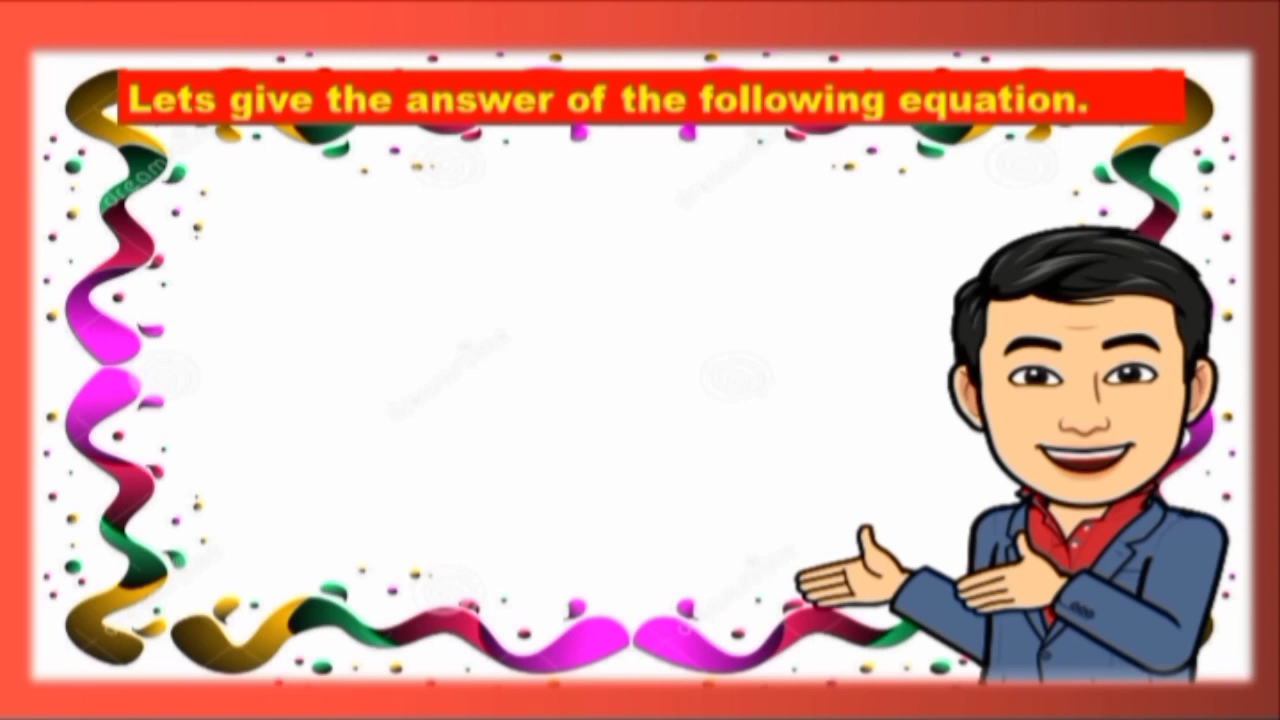 Lets give the answer of the following equation.